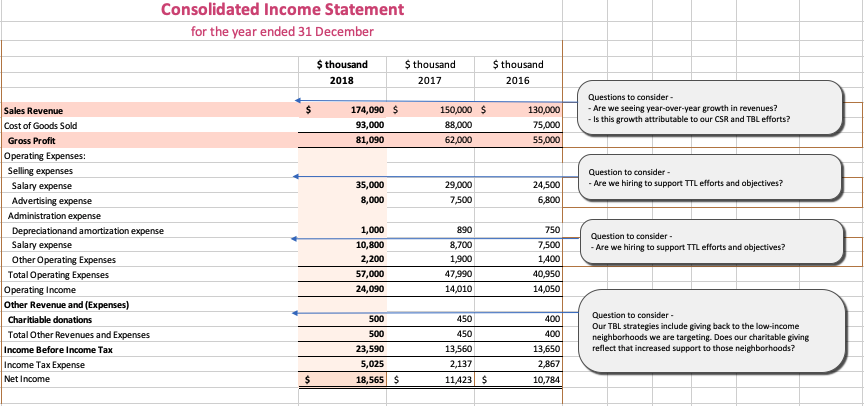 Consolidated Income Statement
for the year ended 31 December
$ thousand $ thousand $ thousand
2018 2017 2016
Sales Revenue $ 174,090 $ 150,000 $ 130,000
Cost of Goods Sold 93,000 88,000 75,000
Gross Profit 81,090 62,000 55,000
Operating Expenses:
Selling expenses
Salary expense 35,000 29,000 24,500
Advertising expense 8,000 7,500 6,800
Administration expense
Depreciationand amortization expense 1,000 890 750
Salary expense 10,800 8,700 7,500
Other Operating Expenses 2,200 1,900 1,400
Total Operating Expenses 57,000 47,990 40,950
Operating Income 24,090 14,010 14,050
Other Revenue and (Expenses)
Charitiable donations 500 450 400
Total Other Revenues and Expenses 500 450 400
Income Before Income Tax 23,590 13,560 13,650
Income Tax Expense 5,025 2,137 2,867
Net Income $ 18,565 $ 11,423 $ 10,784
Questions to consider -
- Are we seeing year-over-year growth in revenues?
- Is this growth attributable to our CSR and TBL efforts?
Question to consider -
- Are we hiring to support TTL efforts and objectives?
Question to consider -
- Are we hiring to support TTL efforts and objectives?
Question to consider -
Our TBL strategies include giving back to the low-income
neighborhoods we are targeting. Does our charitable giving
reflect that increased support to those neighborhoods?